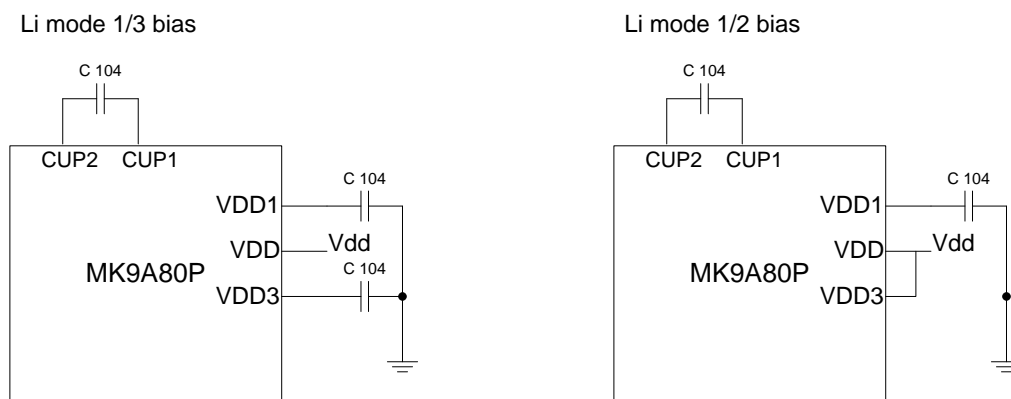 Li mode 1/3 bias
C 104
CUP2 CUP1
C 104
VDD1
VDD Vdd
C 104
MK9A80P
VDD3
Li mode 1/2 bias
C 104
CUP2 CUP1
C 104
VDD1
VDD Vdd
MK9A80P
VDD3